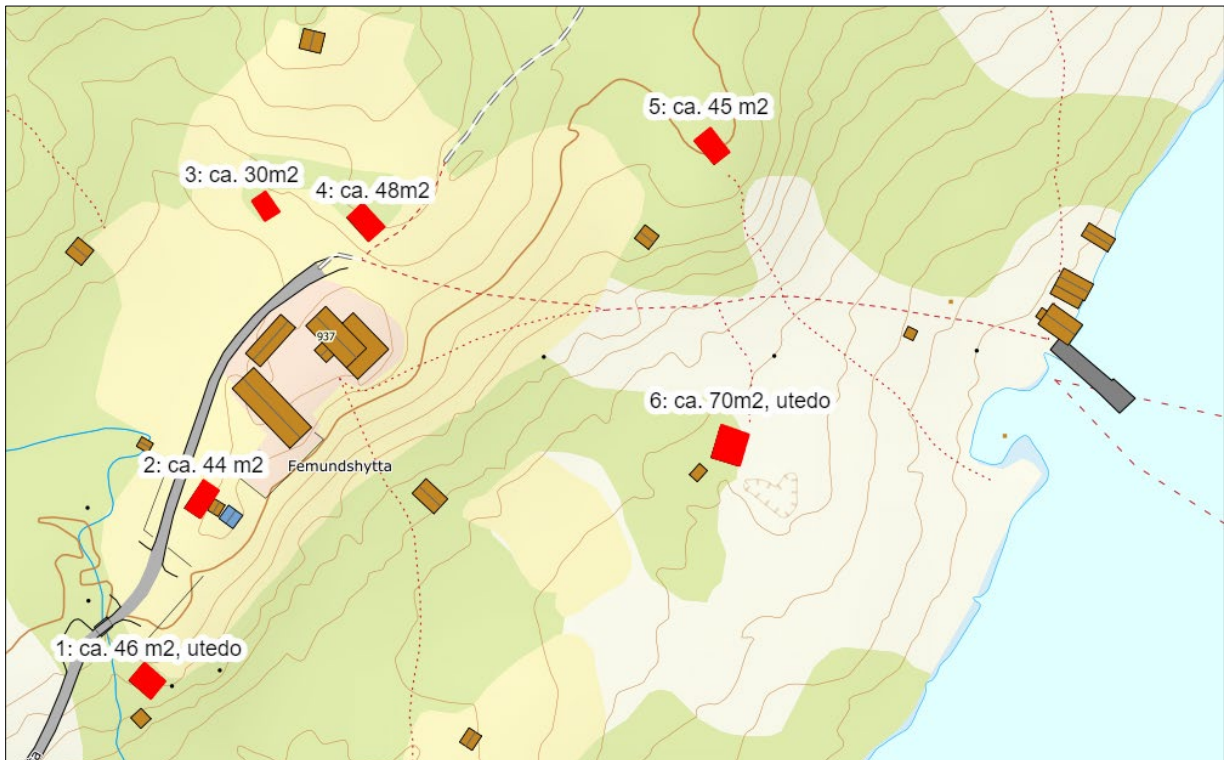 5: ca. 45 m2
3: ca. 30m2
4: ca. 48m2
937
6: ca. 70m2, utedo
2: ca. 44 m2
Femundshytta
1: ca. 46 m2, utedo